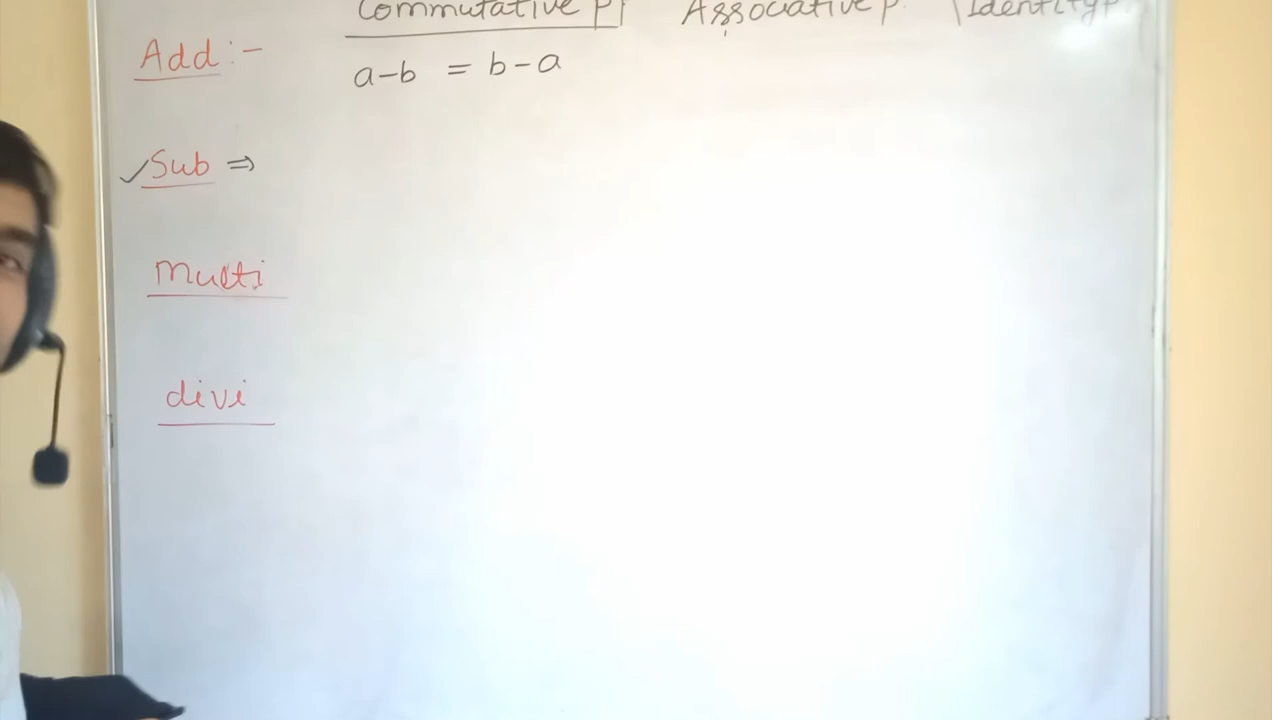 Commutative P| Associative p. |Identity P
Add :-
a-b = b-a
✓Sub ⇒
Multi
divi